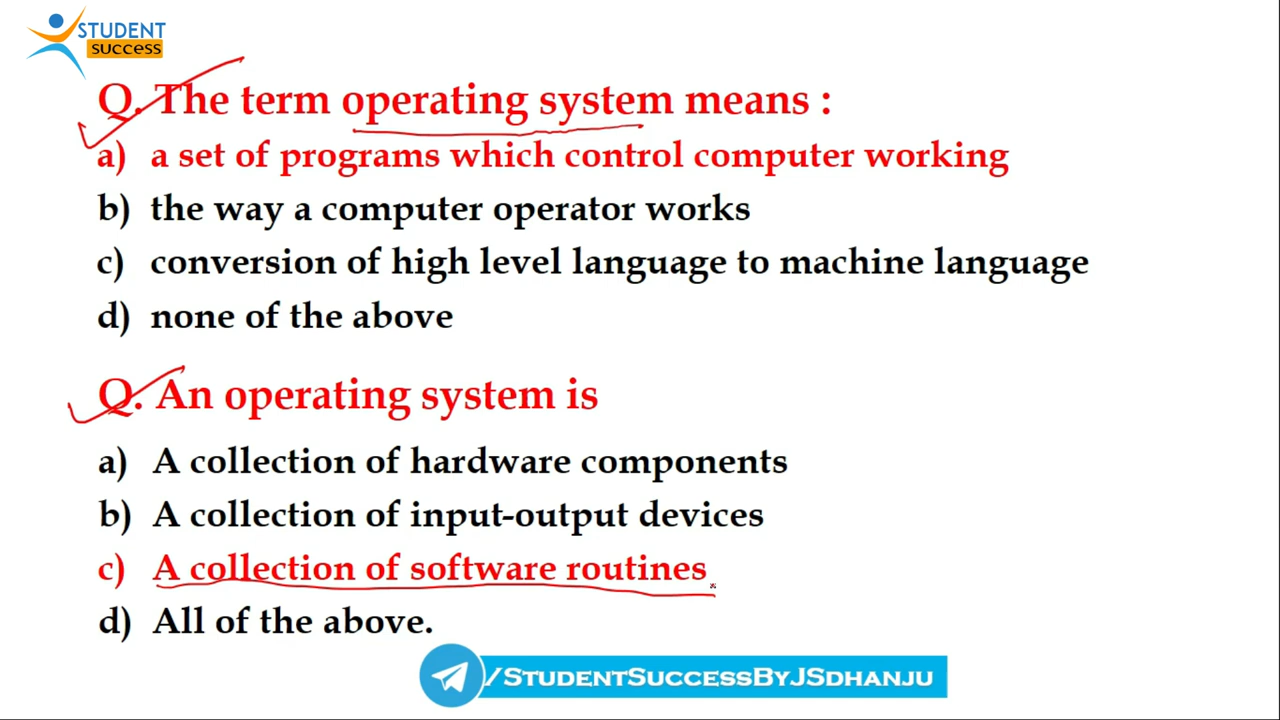 STUDENT
success
Q. The term operating system means :
a) a set of programs which control computer working
b) the way a computer operator works
c) conversion of high level language to machine language
d) none of the above
Q. An operating system is
a) A collection of hardware components
b) A collection of input-output devices
c) A collection of software routines
d) All of the above.
/StudentSuccessByJSdhanju